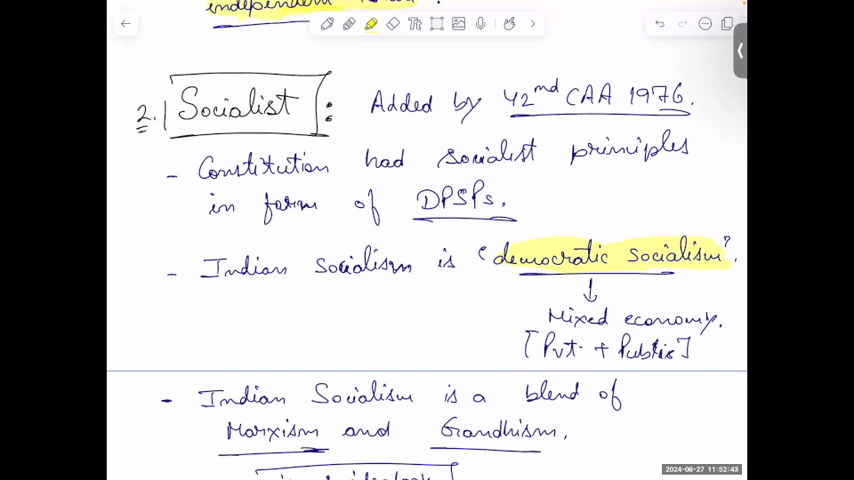 independent
2. Socialist : Added by 42nd CAA 1976.
- Constitution had socialist principles
in form of DPSPs.
- Indian Socialism is 'democratic socialism'.
↓
Mixed economy.
[Pvt. + Public]
- Indian Socialism is a blend of
Marxism and Gandhism.
2024-08-27 11:52:43